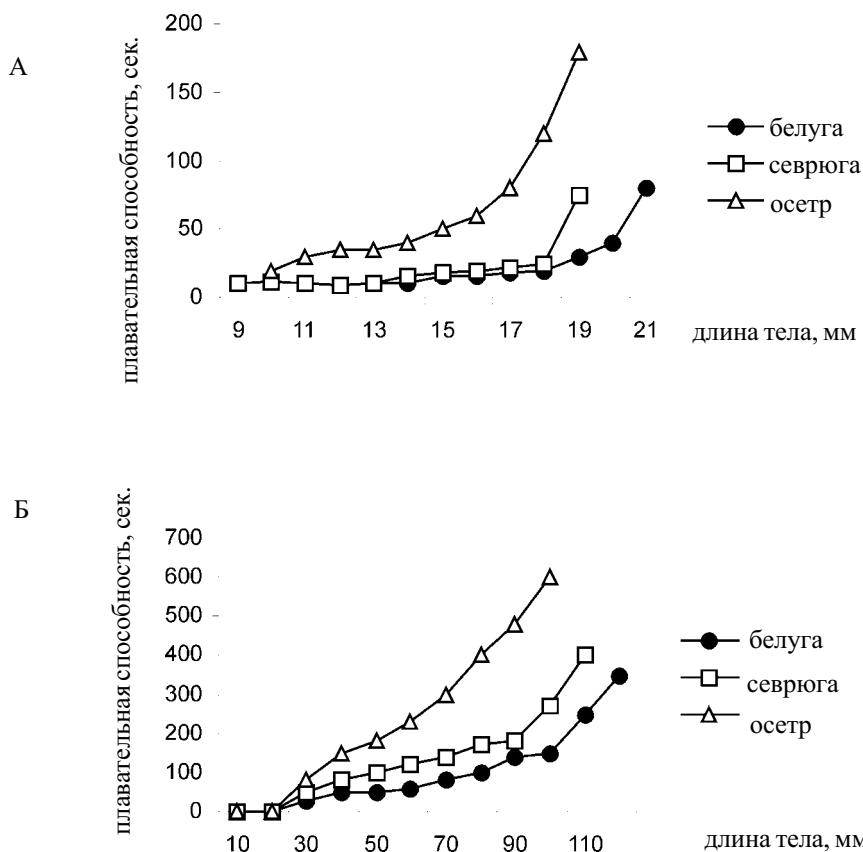 А
плавательная способность, сек.
200
150
100
50
0
9 11 13 15 17 19 21
длина тела, мм
белуга
севрюга
осетр
Б
плавательная способность, сек.
700
600
500
400
300
200
100
0
10 30 50 70 90 110
длина тела, мм
белуга
севрюга
осетр